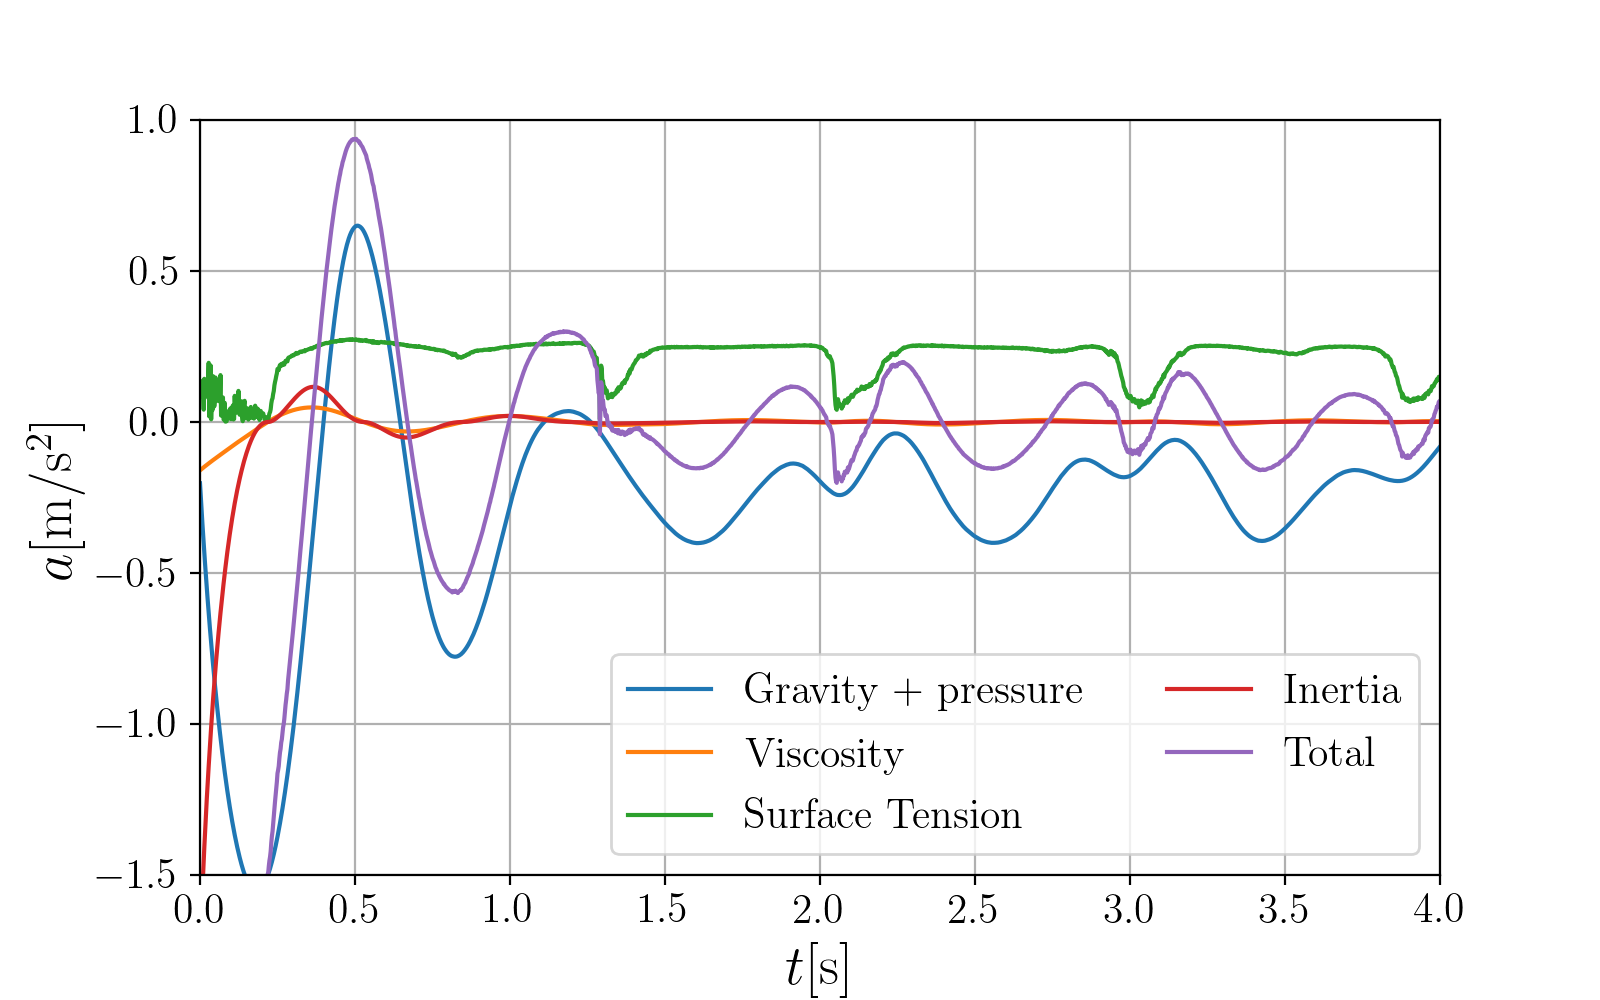 1.0
0.5
0.0
−0.5
−1.0
−1.5
a[m/s²]
0.0 0.5 1.0 1.5 2.0 2.5 3.0 3.5 4.0
t[s]
Gravity + pressure
Viscosity
Surface Tension
Inertia
Total